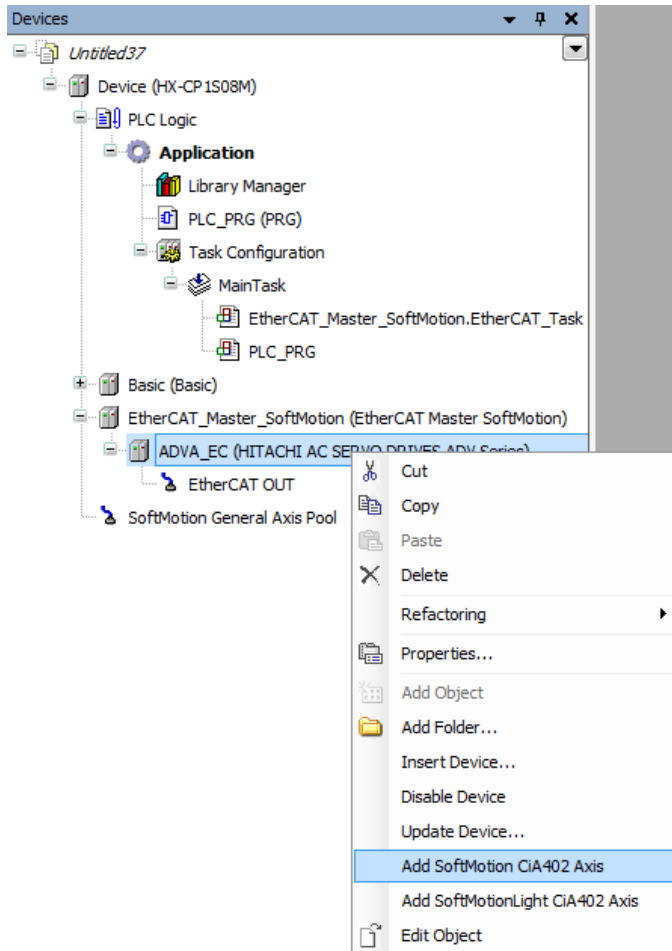 Devices
Untitled37
Device (HX-CP1S08M)
PLC Logic
Application
Library Manager
PLC_PRG (PRG)
Task Configuration
MainTask
EtherCAT_Master_SoftMotion.EtherCAT_Task
PLC_PRG
Basic (Basic)
EtherCAT_Master_SoftMotion (EtherCAT Master SoftMotion)
ADVA_EC (HITACHI AC SERVO DRIVES ADV Series)
EtherCAT OUT
SoftMotion General Axis Pool
Cut
Copy
Paste
Delete
Refactoring
Properties...
Add Object
Add Folder...
Insert Device...
Disable Device
Update Device...
Add SoftMotion CiA402 Axis
Add SoftMotionLight CiA402 Axis
Edit Object